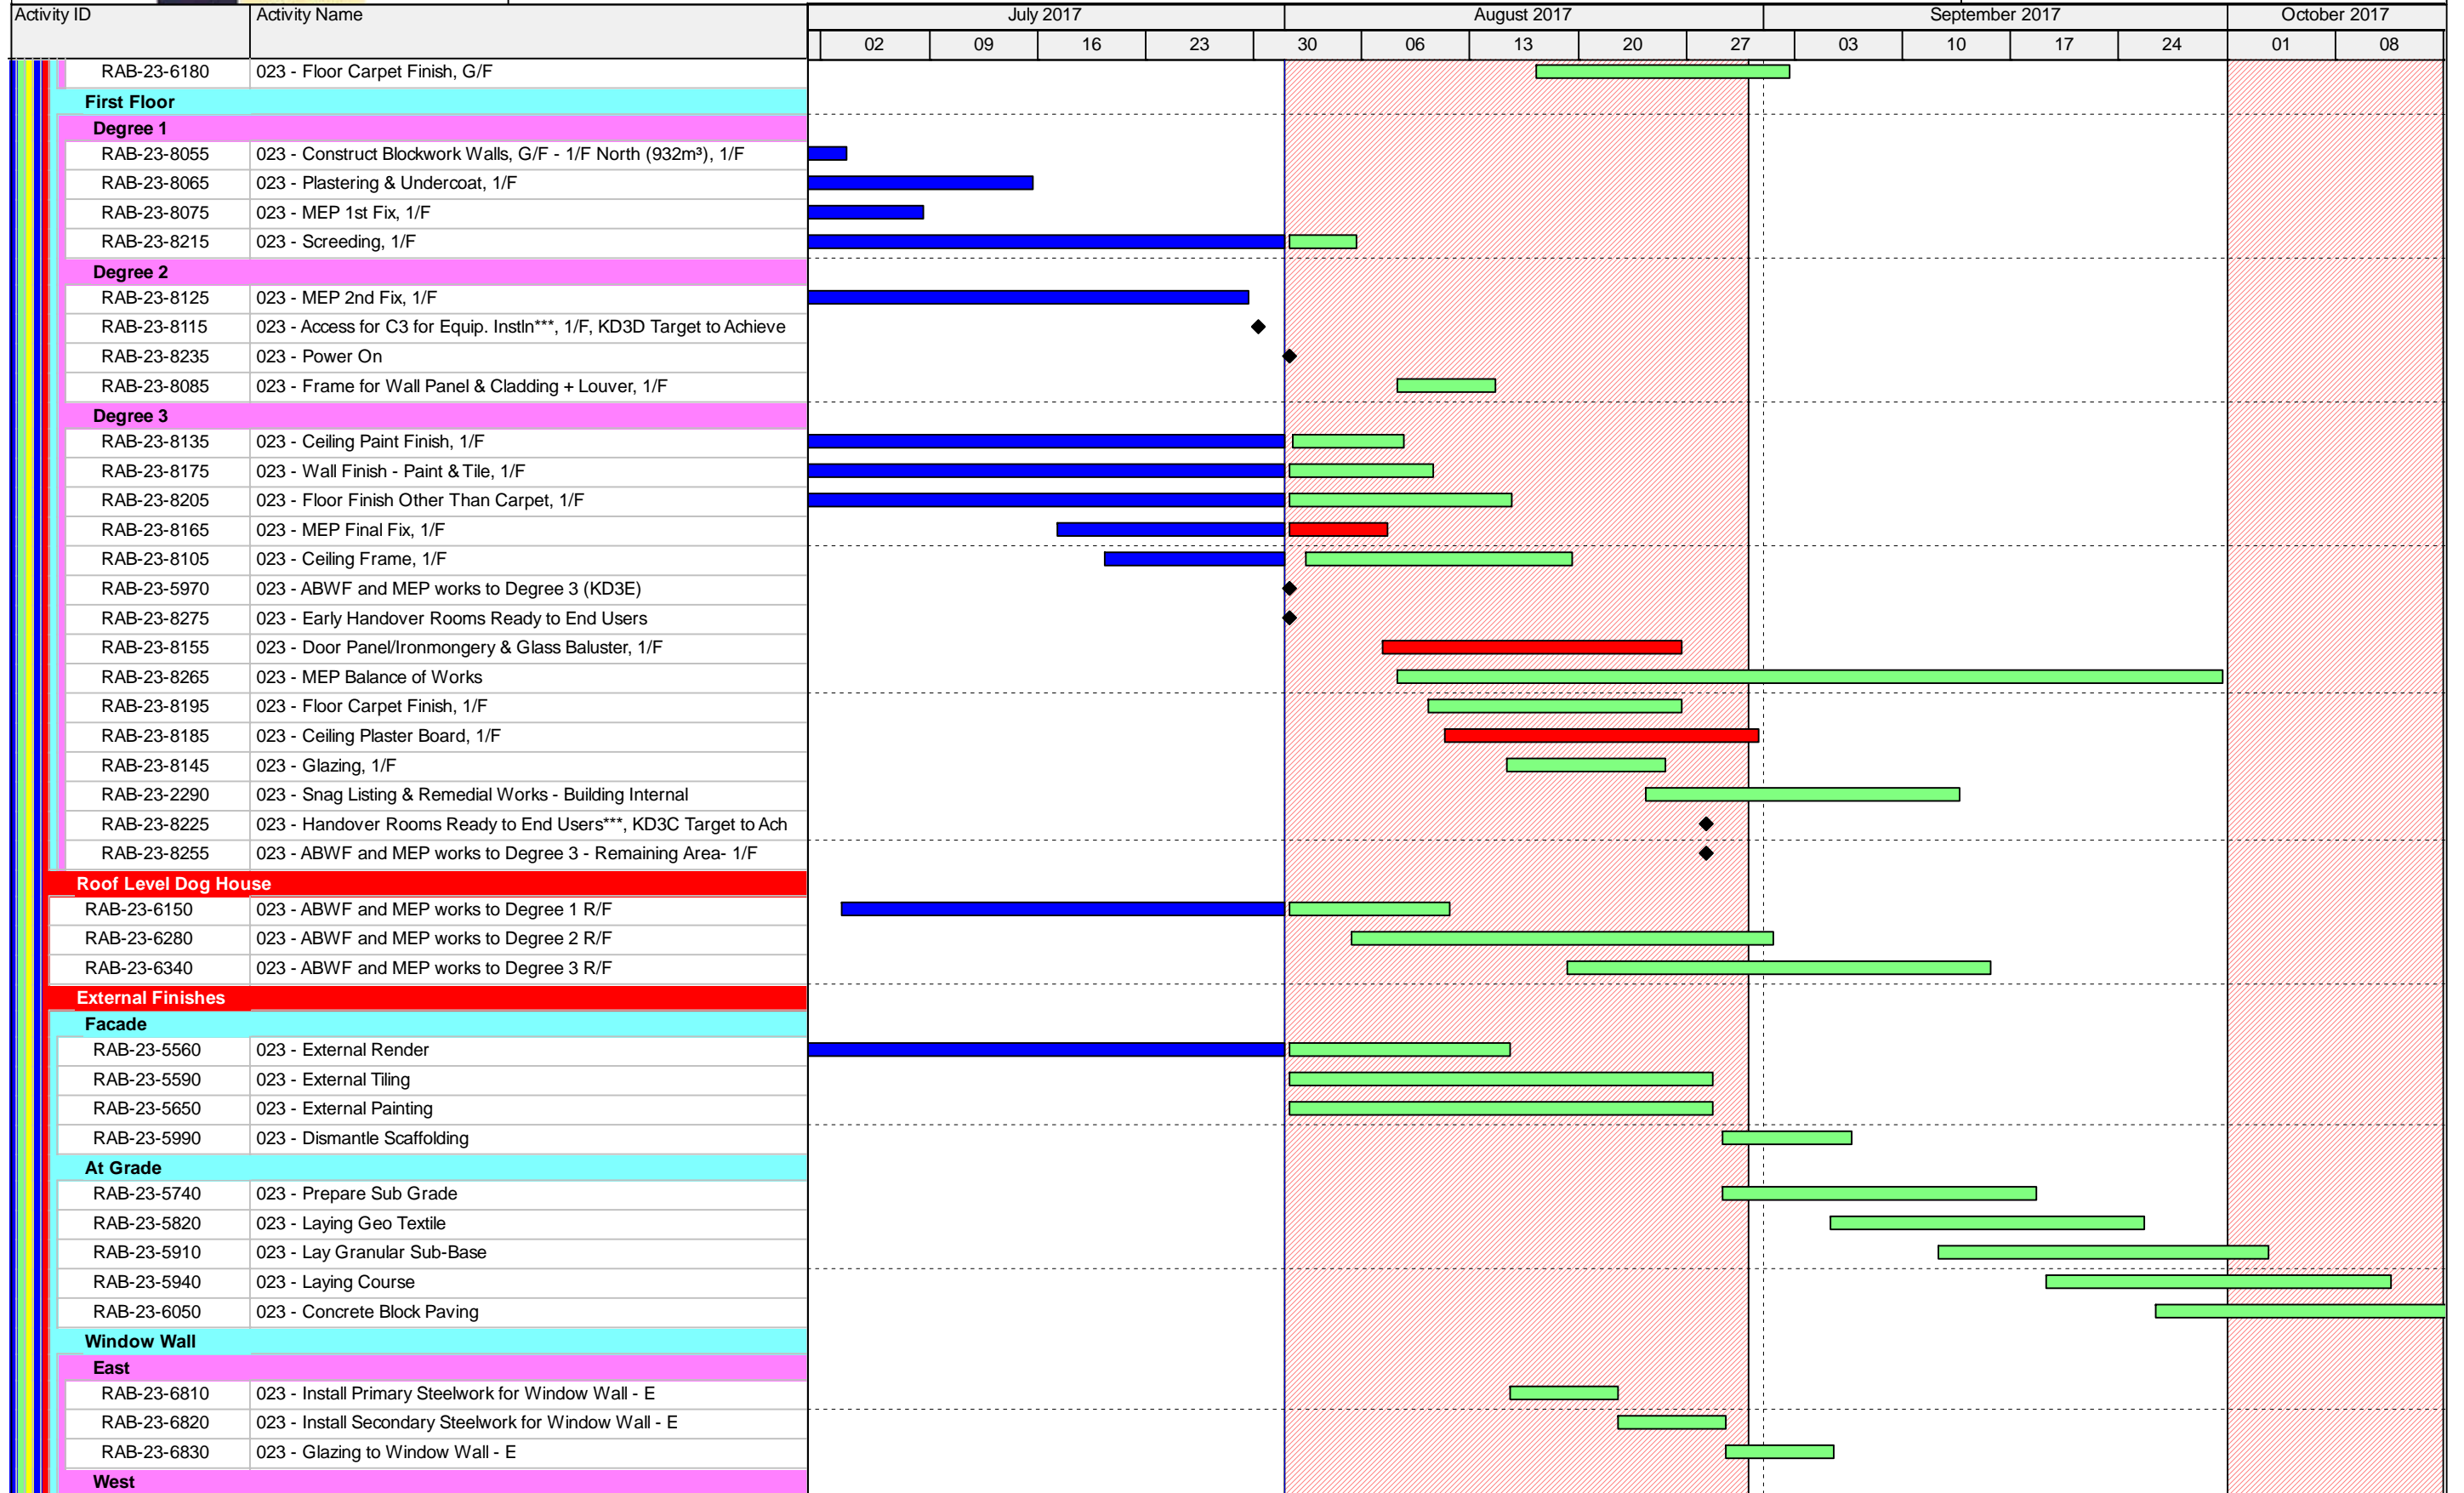 Activity ID Activity Name July 2017 August 2017 September 2017 October 2017
02 09 16 23 30 06 13 20 27 03 10 17 24 01 08
RAB-23-6180 023 - Floor Carpet Finish, G/F
First Floor
Degree 1
RAB-23-8055 023 - Construct Blockwork Walls, G/F - 1/F North (932m³), 1/F
RAB-23-8065 023 - Plastering & Undercoat, 1/F
RAB-23-8075 023 - MEP 1st Fix, 1/F
RAB-23-8215 023 - Screeding, 1/F
Degree 2
RAB-23-8125 023 - MEP 2nd Fix, 1/F
RAB-23-8115 023 - Access for C3 for Equip. Instln***, 1/F, KD3D Target to Achieve
RAB-23-8235 023 - Power On
RAB-23-8085 023 - Frame for Wall Panel & Cladding + Louver, 1/F
Degree 3
RAB-23-8135 023 - Ceiling Paint Finish, 1/F
RAB-23-8175 023 - Wall Finish - Paint & Tile, 1/F
RAB-23-8205 023 - Floor Finish Other Than Carpet, 1/F
RAB-23-8165 023 - MEP Final Fix, 1/F
RAB-23-8105 023 - Ceiling Frame, 1/F
RAB-23-5970 023 - ABWF and MEP works to Degree 3 (KD3E)
RAB-23-8275 023 - Early Handover Rooms Ready to End Users
RAB-23-8155 023 - Door Panel/Ironmongery & Glass Baluster, 1/F
RAB-23-8265 023 - MEP Balance of Works
RAB-23-8195 023 - Floor Carpet Finish, 1/F
RAB-23-8185 023 - Ceiling Plaster Board, 1/F
RAB-23-8145 023 - Glazing, 1/F
RAB-23-2290 023 - Snag Listing & Remedial Works - Building Internal
RAB-23-8225 023 - Handover Rooms Ready to End Users***, KD3C Target to Ach
RAB-23-8255 023 - ABWF and MEP works to Degree 3 - Remaining Area- 1/F
Roof Level Dog House
RAB-23-6150 023 - ABWF and MEP works to Degree 1 R/F
RAB-23-6280 023 - ABWF and MEP works to Degree 2 R/F
RAB-23-6340 023 - ABWF and MEP works to Degree 3 R/F
External Finishes
Facade
RAB-23-5560 023 - External Render
RAB-23-5590 023 - External Tiling
RAB-23-5650 023 - External Painting
RAB-23-5990 023 - Dismantle Scaffolding
At Grade
RAB-23-5740 023 - Prepare Sub Grade
RAB-23-5820 023 - Laying Geo Textile
RAB-23-5910 023 - Lay Granular Sub-Base
RAB-23-5940 023 - Laying Course
RAB-23-6050 023 - Concrete Block Paving
Window Wall
East
RAB-23-6810 023 - Install Primary Steelwork for Window Wall - E
RAB-23-6820 023 - Install Secondary Steelwork for Window Wall - E
RAB-23-6830 023 - Glazing to Window Wall - E
West